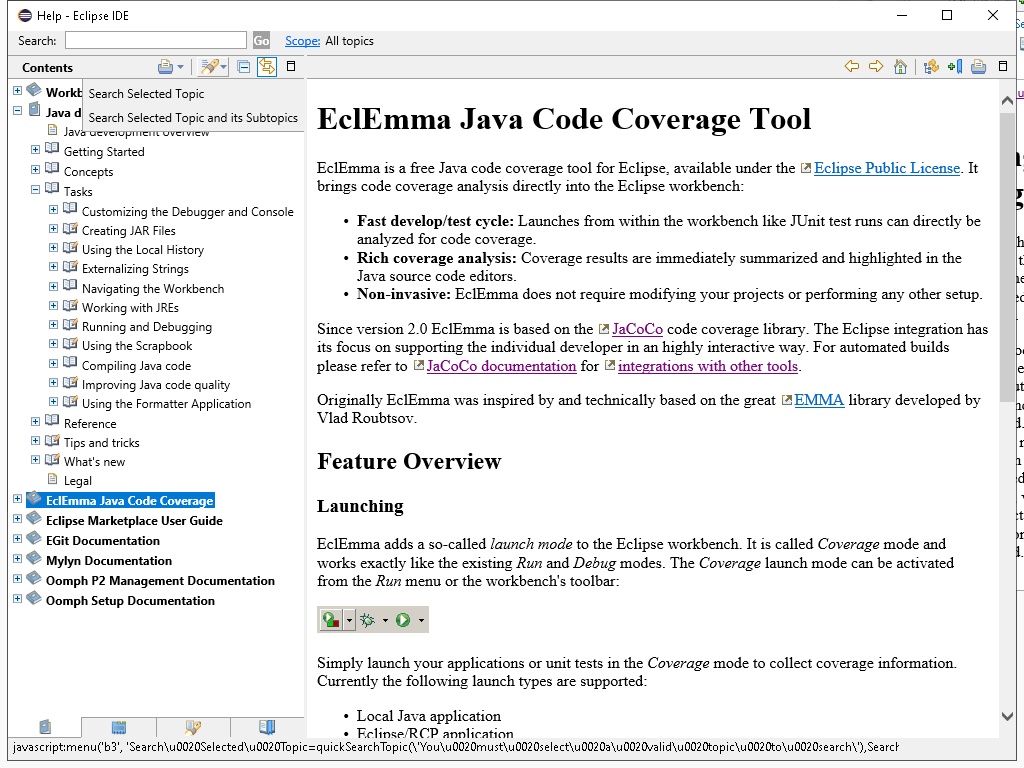 Help - Eclipse IDE
Search:
Go
Scope: All topics
Contents
Search Selected Topic
Search Selected Topic and its Subtopics
Java d
Java development overview
Getting Started
Concepts
Tasks
Customizing the Debugger and Console
Creating JAR Files
Using the Local History
Externalizing Strings
Navigating the Workbench
Working with JREs
Running and Debugging
Using the Scrapbook
Compiling Java code
Improving Java code quality
Using the Formatter Application
Reference
Tips and tricks
What's new
Legal
EclEmma Java Code Coverage
Eclipse Marketplace User Guide
EGit Documentation
Mylyn Documentation
Oomph P2 Management Documentation
Oomph Setup Documentation
EclEmma Java Code Coverage Tool
EclEmma is a free Java code coverage tool for Eclipse, available under the Eclipse Public License. It
brings code coverage analysis directly into the Eclipse workbench:
• Fast develop/test cycle: Launches from within the workbench like JUnit test runs can directly be
analyzed for code coverage.
• Rich coverage analysis: Coverage results are immediately summarized and highlighted in the
Java source code editors.
• Non-invasive: EclEmma does not require modifying your projects or performing any other setup.
Since version 2.0 EclEmma is based on the JaCoCo code coverage library. The Eclipse integration has
its focus on supporting the individual developer in an highly interactive way. For automated builds
please refer to JaCoCo documentation for integrations with other tools.
Originally EclEmma was inspired by and technically based on the great EMMA library developed by
Vlad Roubtsov.
Feature Overview
Launching
EclEmma adds a so-called launch mode to the Eclipse workbench. It is called Coverage mode and
works exactly like the existing Run and Debug modes. The Coverage launch mode can be activated
from the Run menu or the workbench's toolbar:
Simply launch your applications or unit tests in the Coverage mode to collect coverage information.
Currently the following launch types are supported:
• Local Java application
• Eclipse/RCP application
javascript:menu('b3', 'Search\u0020Selected\u0020Topic=quickSearchTopic(\'You\u0020must\u0020select\u0020a\u0020valid\u0020topic\u0020to\u0020search\'),Search